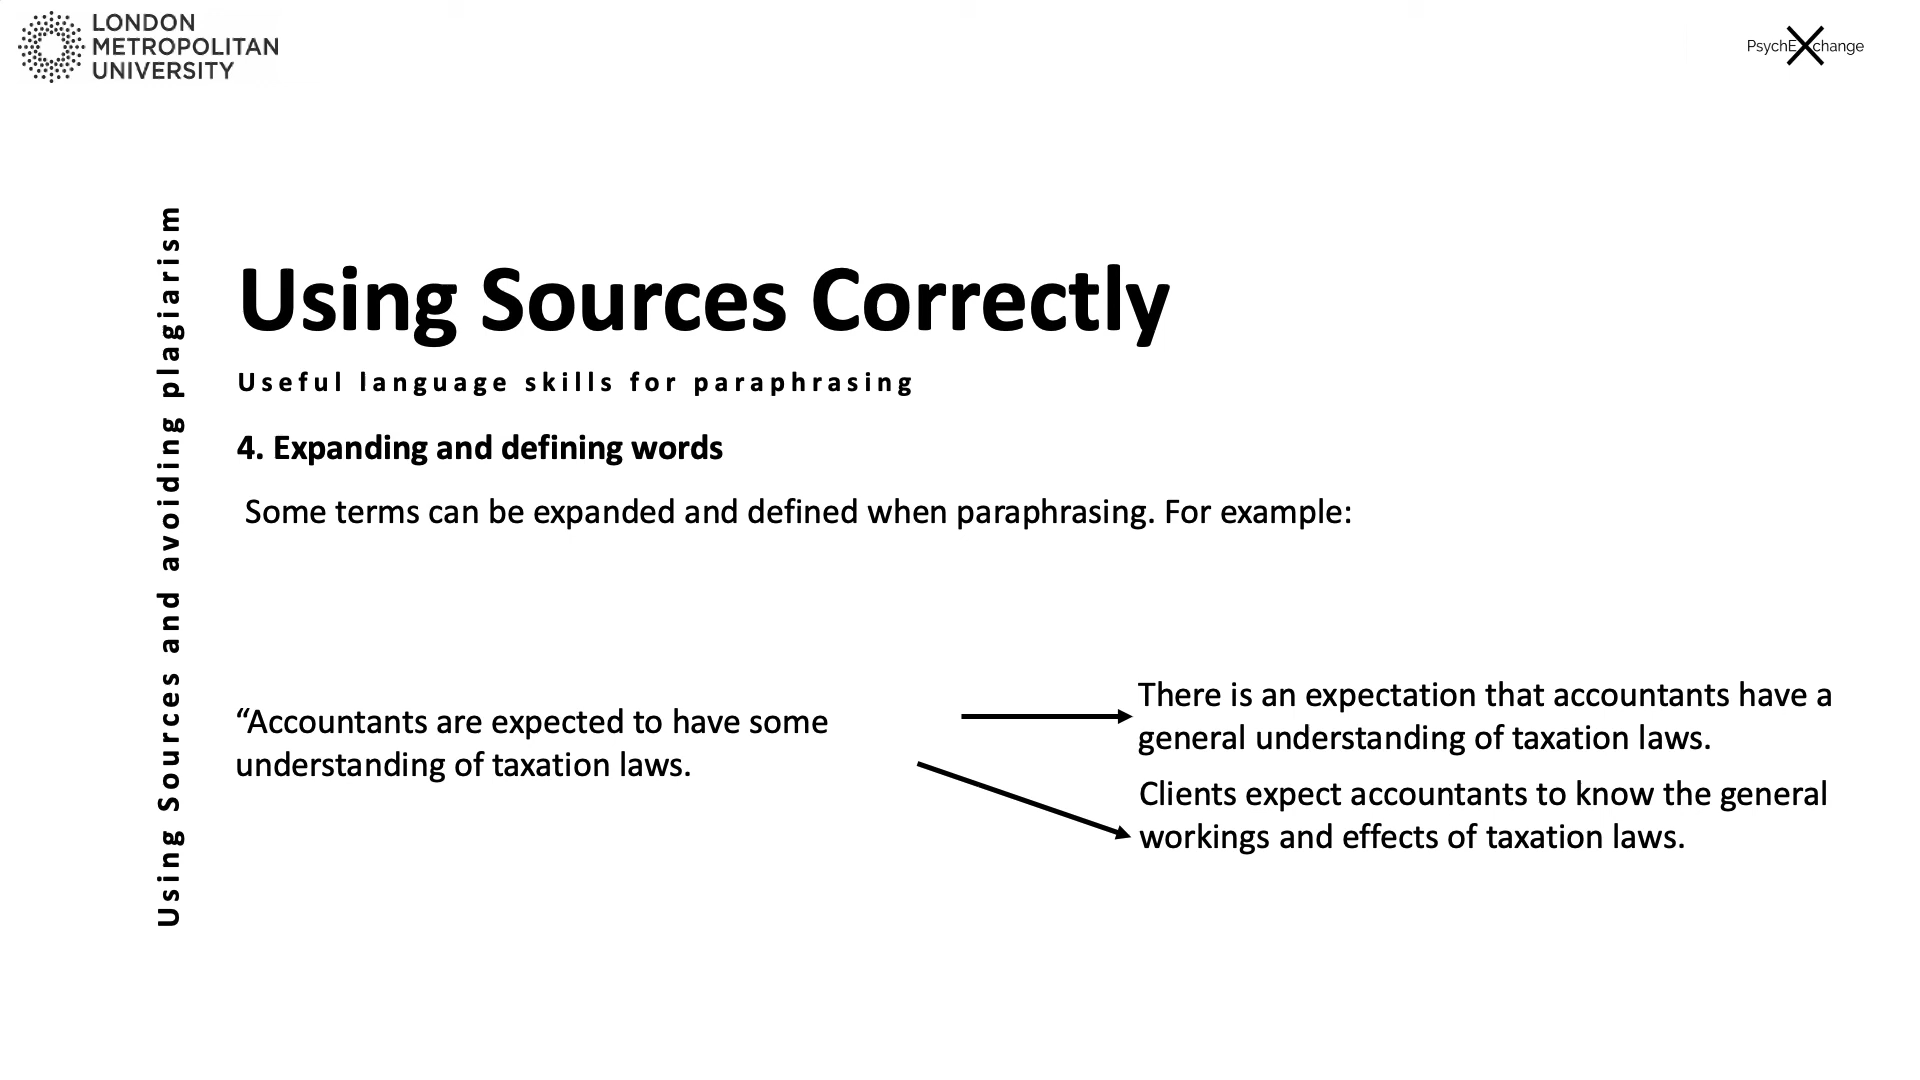 LONDON
METROPOLITAN
UNIVERSITY
PsychEXchange
Using Sources and avoiding plagiarism
Using Sources Correctly
Useful language skills for paraphrasing
4. Expanding and defining words
Some terms can be expanded and defined when paraphrasing. For example:
“Accountants are expected to have some
understanding of taxation laws.
There is an expectation that accountants have a
general understanding of taxation laws.
Clients expect accountants to know the general
workings and effects of taxation laws.